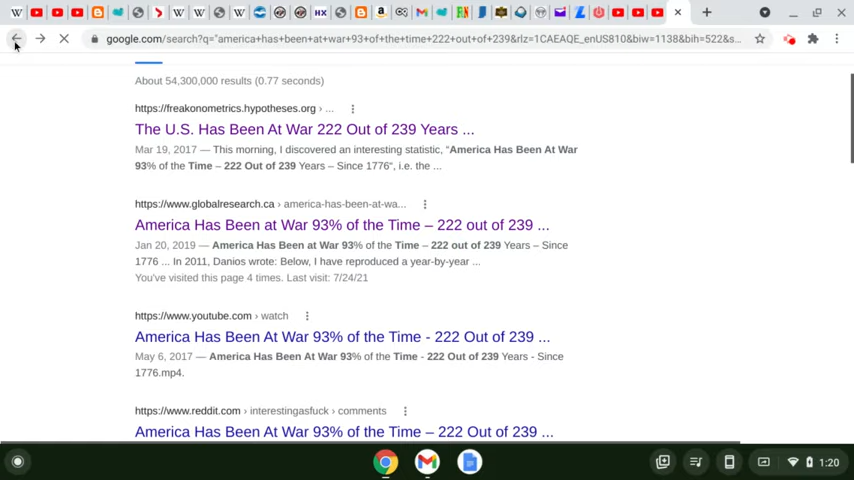 google.com/search?q="america+has+been+at+war+93+of+the+time+222+out+of+239&rlz=1CAEAQE_enUS810&biw=1138&bih=522&s...
About 54,300,000 results (0.77 seconds)
https://freakonometrics.hypotheses.org › ...
The U.S. Has Been At War 222 Out of 239 Years ...
Mar 19, 2017 — This morning, I discovered an interesting statistic, "America Has Been At War
93% of the Time – 222 Out of 239 Years – Since 1776", i.e. the ...
https://www.globalresearch.ca › america-has-been-at-wa...
America Has Been at War 93% of the Time – 222 out of 239 ...
Jan 20, 2019 — America Has Been at War 93% of the Time – 222 out of 239 Years – Since
1776 ... In 2011, Danios wrote: Below, I have reproduced a year-by-year ...
You've visited this page 4 times. Last visit: 7/24/21
https://www.youtube.com › watch
America Has Been At War 93% of the Time - 222 Out of 239 ...
May 6, 2017 — America Has Been At War 93% of the Time - 222 Out of 239 Years - Since
1776.mp4.
https://www.reddit.com › interestingasfuck › comments
America Has Been At War 93% of the Time – 222 Out of 239 ...
1:20